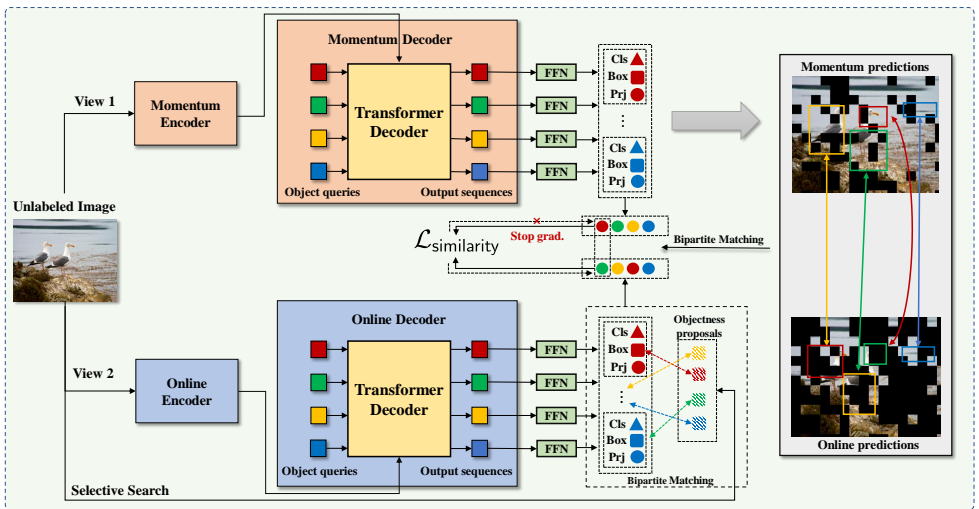 Momentum Decoder
View 1
Momentum
Encoder
Transformer
Decoder
Object queries
Output sequences
FFN
FFN
FFN
FFN
Cls
Box
Prj
⋮
Cls
Box
Prj
Momentum predictions
Unlabeled Image
ℒsimilarity
×
Stop grad.
Bipartite Matching
Online Decoder
View 2
Online
Encoder
Transformer
Decoder
Object queries
Output sequences
FFN
FFN
FFN
FFN
Cls
Box
Prj
⋮
Cls
Box
Prj
Objectness
proposals
Bipartite Matching
Online predictions
Selective Search